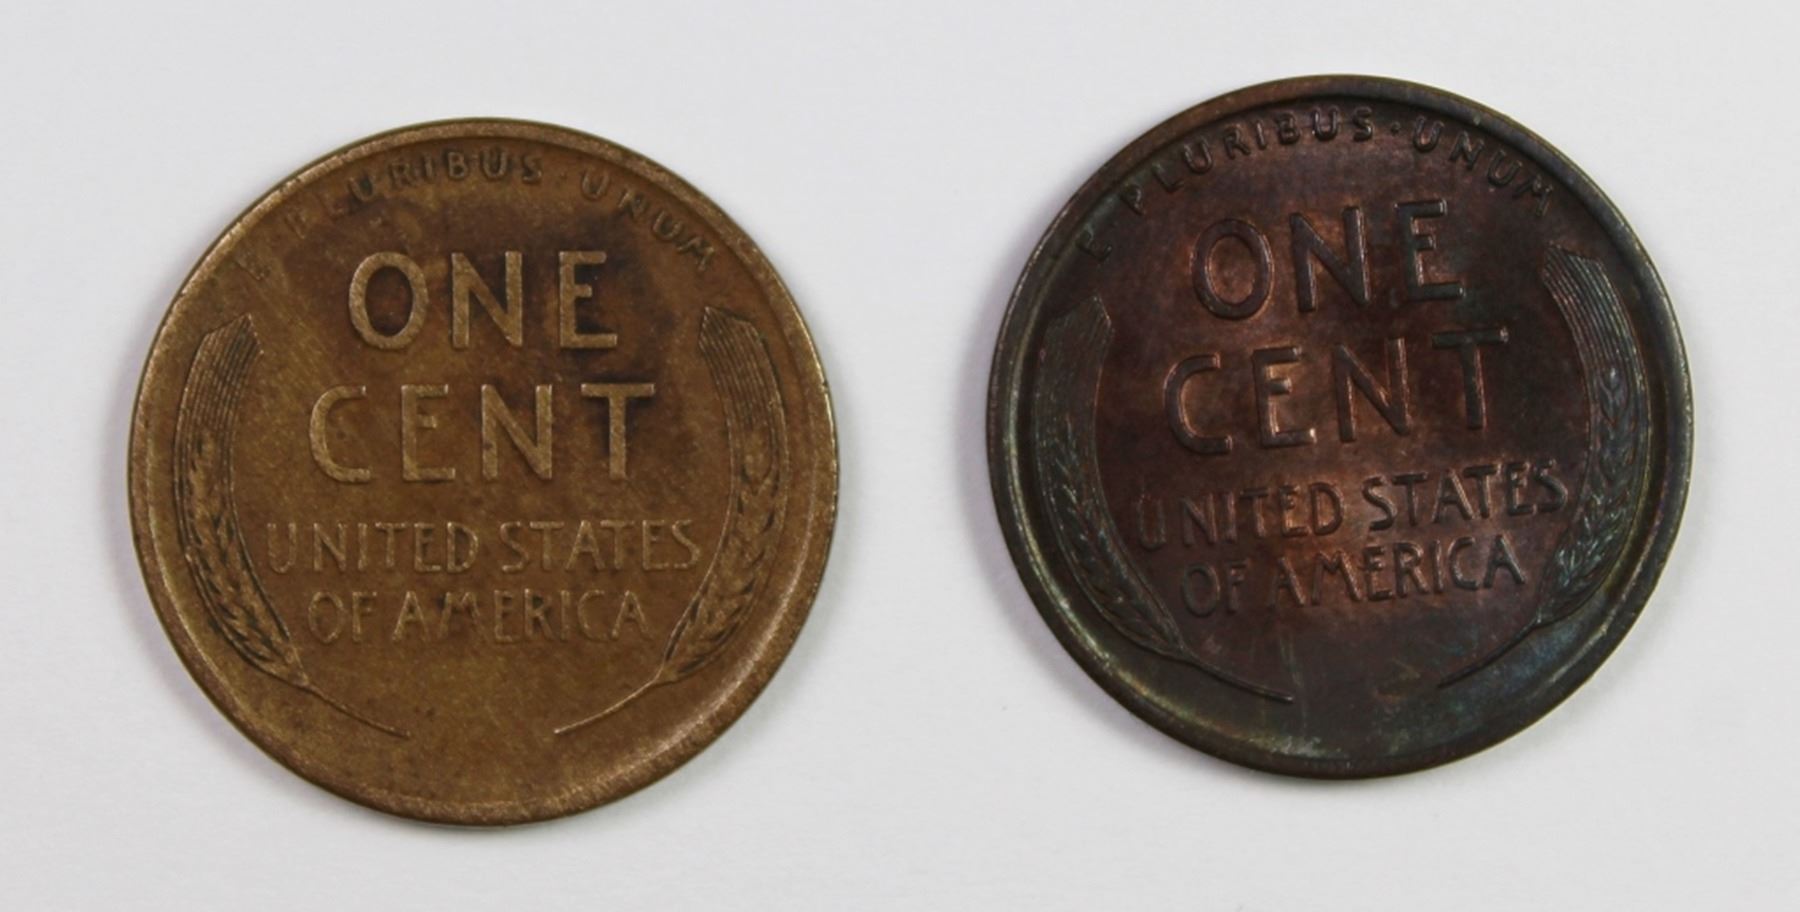 E PLURIBUS · UNUM
ONE
CENT
UNITED STATES
OF AMERICA
E PLURIBUS · UNUM
ONE
CENT
UNITED STATES
OF AMERICA